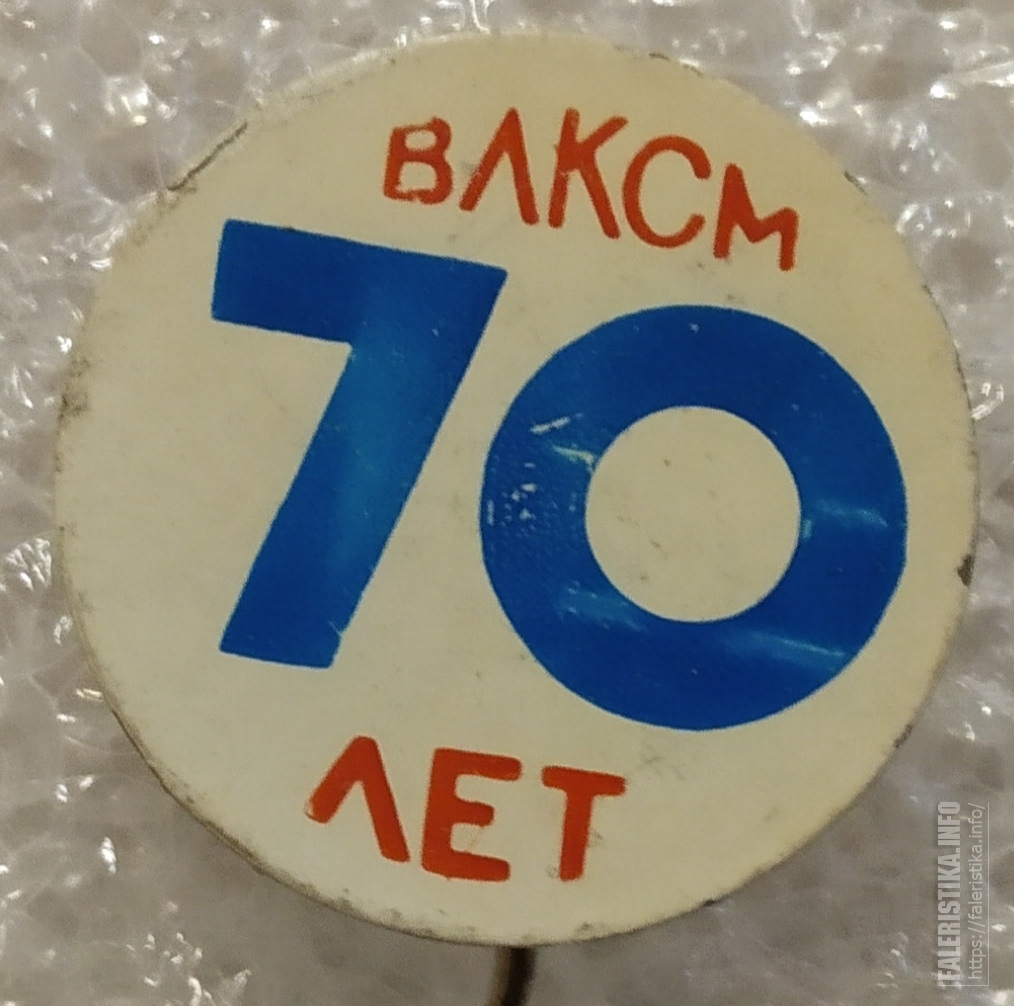 ВЛКСМ
70
ЛЕТ
FALERISTIKA.INFO
https://faleristika.info/